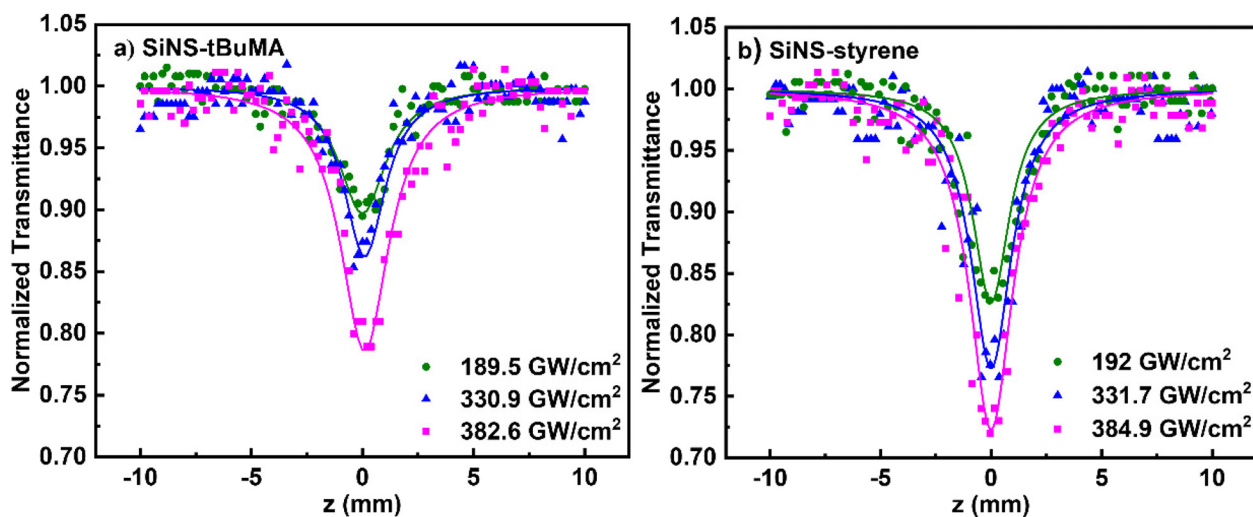 a) SiNS-tBuMA
1.05
1.00
0.95
0.90
0.85
0.80
0.75
0.70
Normalized Transmittance
189.5 GW/cm²
330.9 GW/cm²
382.6 GW/cm²
-10 -5 0 5 10
z (mm)
b) SiNS-styrene
1.05
1.00
0.95
0.90
0.85
0.80
0.75
0.70
Normalized Transmittance
192 GW/cm²
331.7 GW/cm²
384.9 GW/cm²
-10 -5 0 5 10
z (mm)